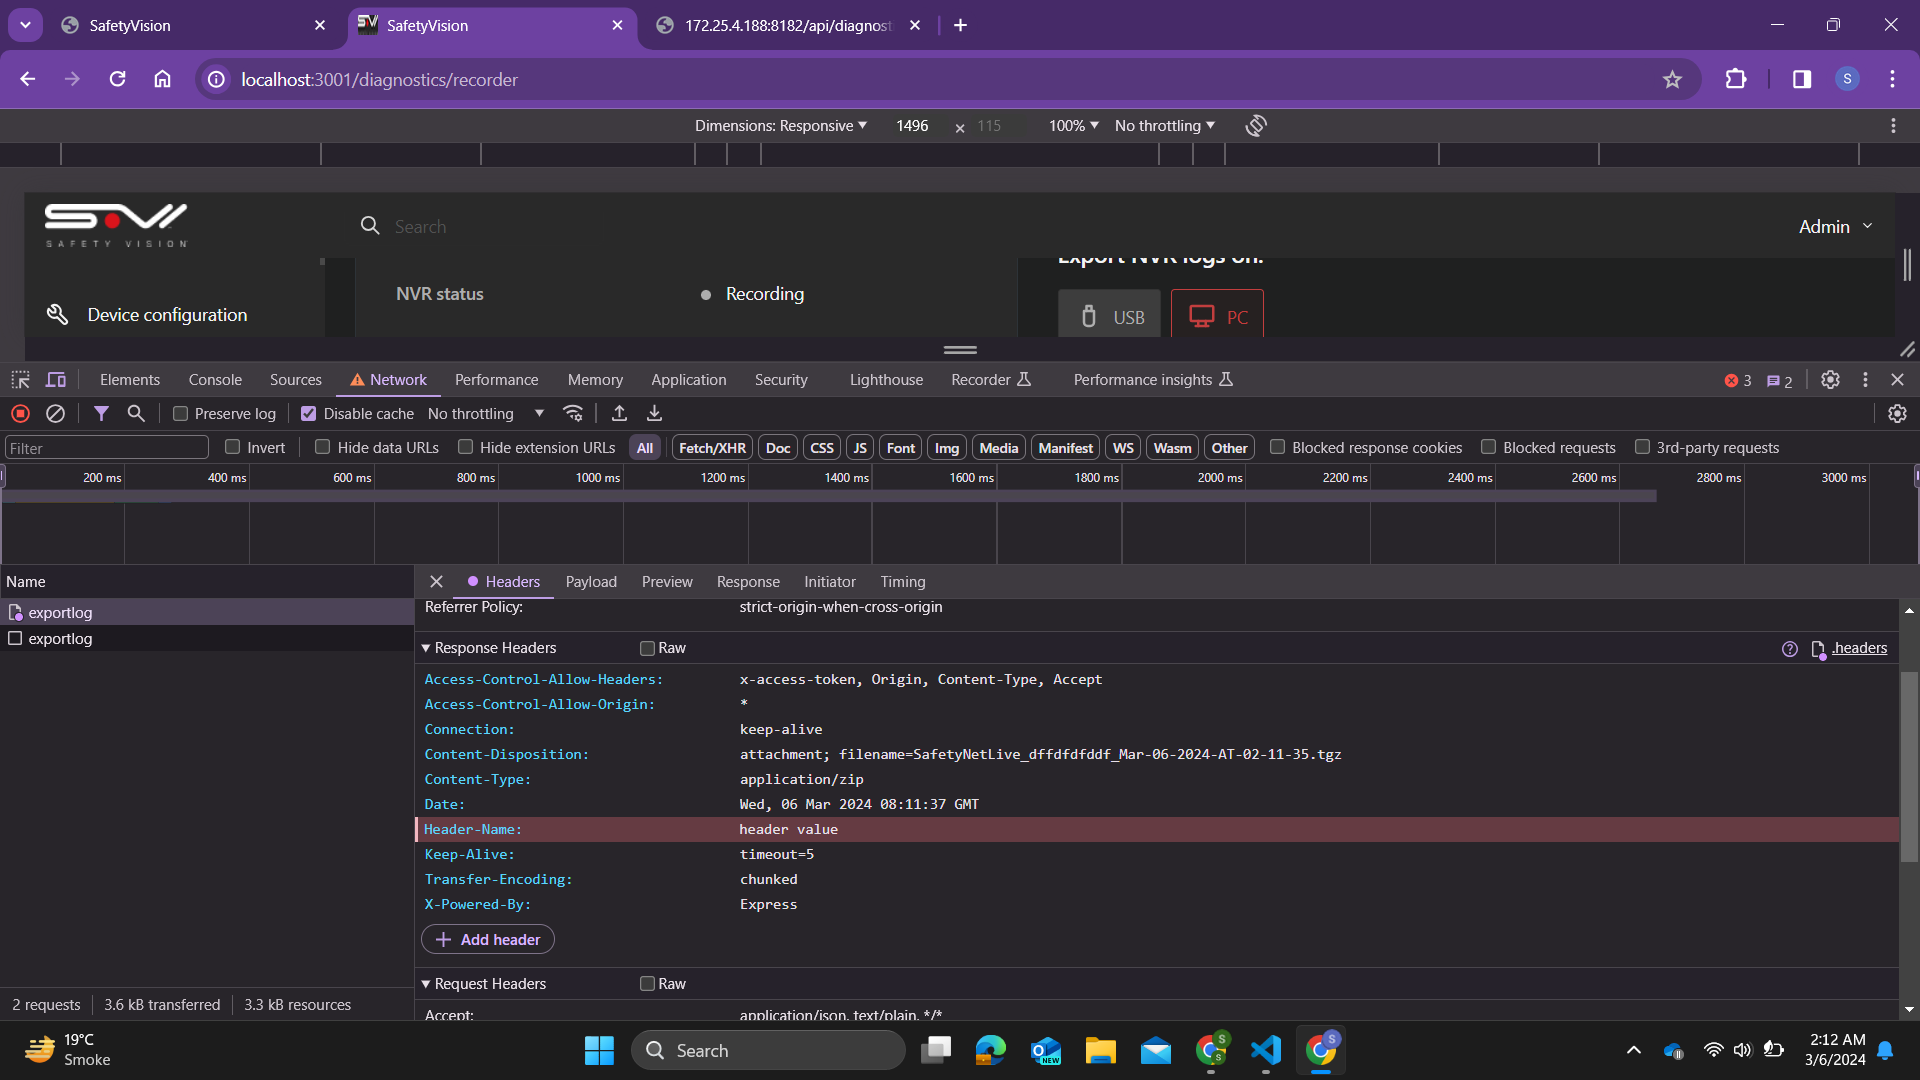 SafetyVision
SafetyVision
172.25.4.188:8182/api/diagnost
localhost:3001/diagnostics/recorder
S
Dimensions: Responsive 1496 × 115 100% No throttling
SAFETY VISION
Search
Admin
Export NVR logs on:
NVR status Recording
Device configuration
USB PC
Elements Console Sources Network Performance Memory Application Security Lighthouse Recorder Performance insights 3 2
Preserve log Disable cache No throttling
Filter Invert Hide data URLs Hide extension URLs All Fetch/XHR Doc CSS JS Font Img Media Manifest WS Wasm Other Blocked response cookies Blocked requests 3rd-party requests
200 ms 400 ms 600 ms 800 ms 1000 ms 1200 ms 1400 ms 1600 ms 1800 ms 2000 ms 2200 ms 2400 ms 2600 ms 2800 ms 3000 ms
Name
exportlog
exportlog
Headers Payload Preview Response Initiator Timing
Referrer Policy: strict-origin-when-cross-origin
Response Headers Raw .headers
Access-Control-Allow-Headers: x-access-token, Origin, Content-Type, Accept
Access-Control-Allow-Origin: *
Connection: keep-alive
Content-Disposition: attachment; filename=SafetyNetLive_dffdfdfddf_Mar-06-2024-AT-02-11-35.tgz
Content-Type: application/zip
Date: Wed, 06 Mar 2024 08:11:37 GMT
Header-Name: header value
Keep-Alive: timeout=5
Transfer-Encoding: chunked
X-Powered-By: Express
Add header
Request Headers Raw
Accept: application/json, text/plain, */*
2 requests 3.6 kB transferred 3.3 kB resources
19°C
Smoke
Search
NEW
S
S
S
2:12 AM
3/6/2024